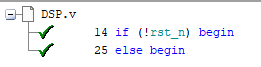 DSP.v
14 if (!rst_n) begin
25 else begin